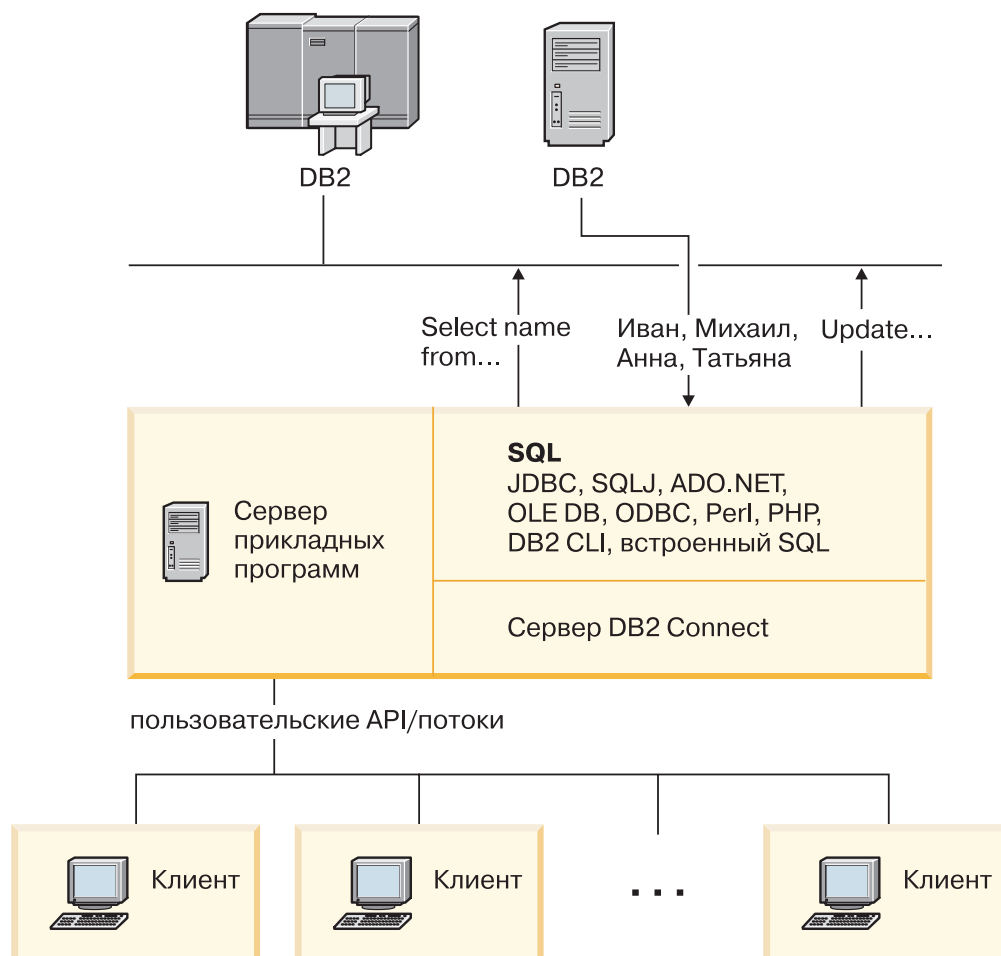 DB2
DB2
Select name
from...
Иван, Михаил,
Анна, Татьяна
Update...
Сервер
прикладных
программ
SQL
JDBC, SQLJ, ADO.NET,
OLE DB, ODBC, Perl, PHP,
DB2 CLI, встроенный SQL
Сервер DB2 Connect
пользовательские API/потоки
Клиент
Клиент
...
Клиент